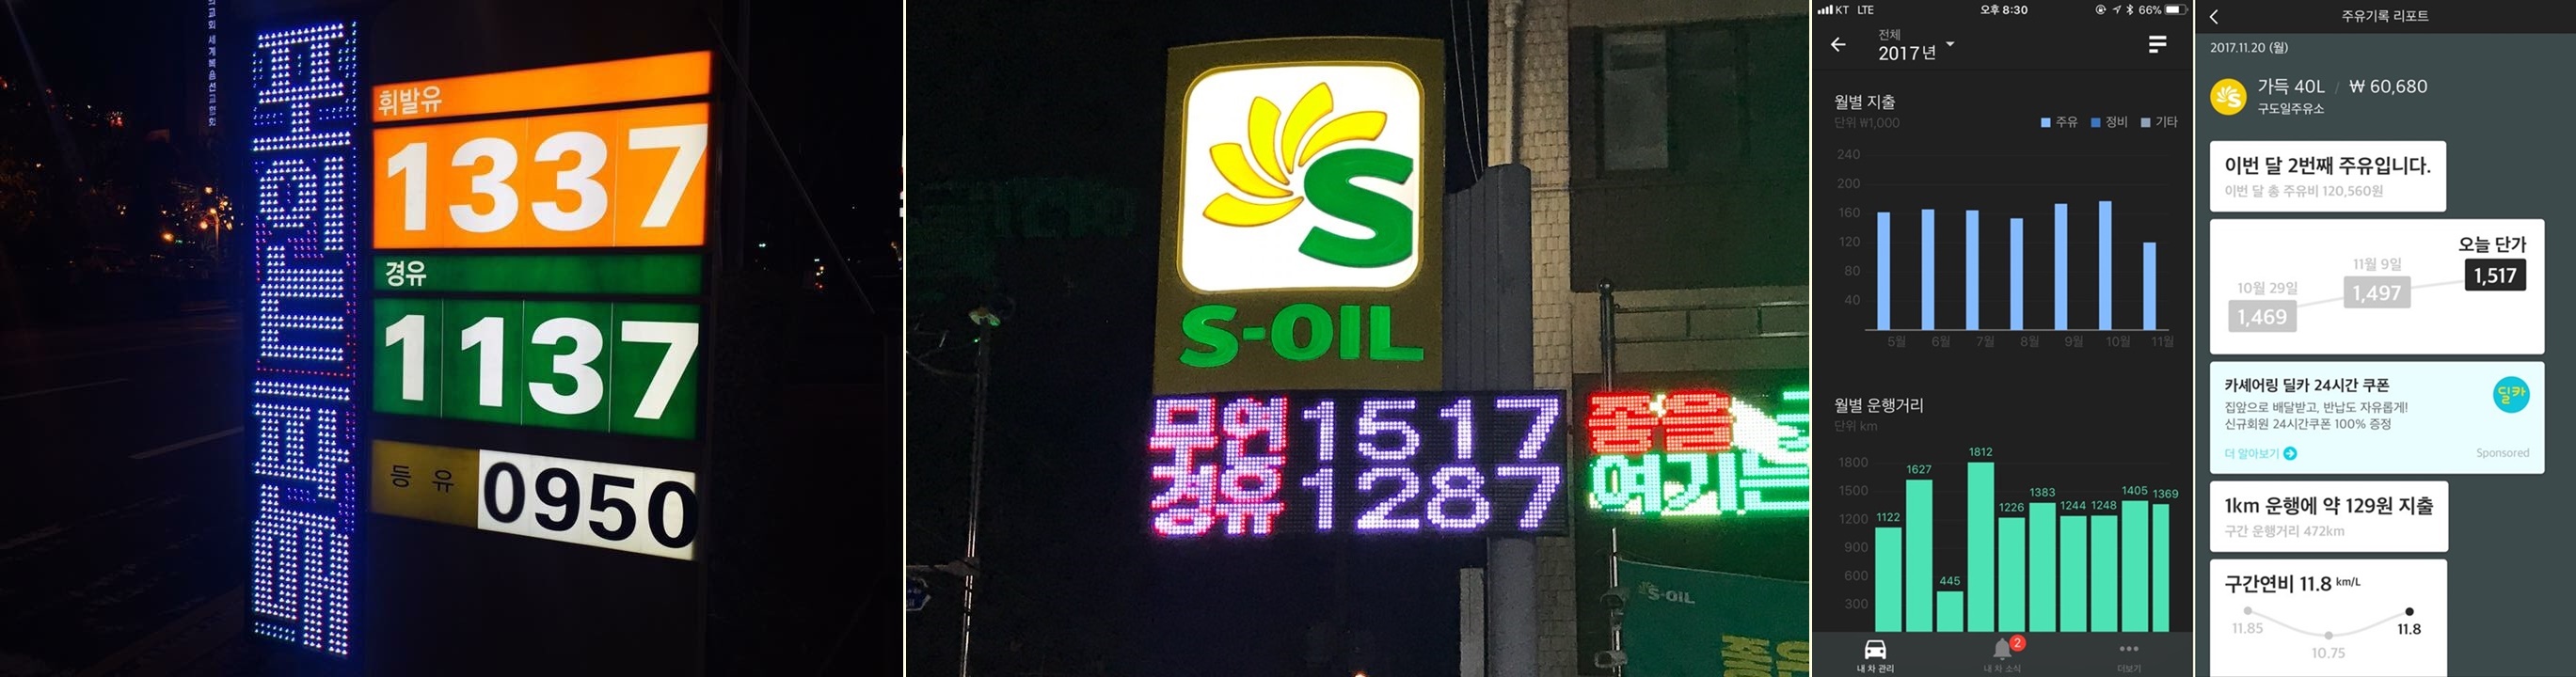 휘발유
1337
경유
1137
등유
0950
S
S-OIL
무연 1517
경유 1287
좋을
여기는
S-OIL
KT LTE
오후 8:30
66%
전체
2017년
월별 지출
단위 ₩1,000
주유 정비 기타
240
200
160
120
80
40
5월 6월 7월 8월 9월 10월 11월
월별 운행거리
단위 km
1800
1500
1200
900
600
300
1122 1627 445 1812 1226 1383 1244 1248 1405 1369
내 차 관리
2
내 차 소식
더보기
주유기록 리포트
2017.11.20 (월)
가득 40L / ₩ 60,680
구도일주유소
이번 달 2번째 주유입니다.
이번 달 총 주유비 120,560원
오늘 단가
1,517
11월 9일
1,497
10월 29일
1,469
카셰어링 딜카 24시간 쿠폰
집앞으로 배달받고, 반납도 자유롭게!
신규회원 24시간쿠폰 100% 증정
딜카
더 알아보기
Sponsored
1km 운행에 약 129원 지출
구간 운행거리 472km
구간연비 11.8 km/L
11.85
10.75
11.8